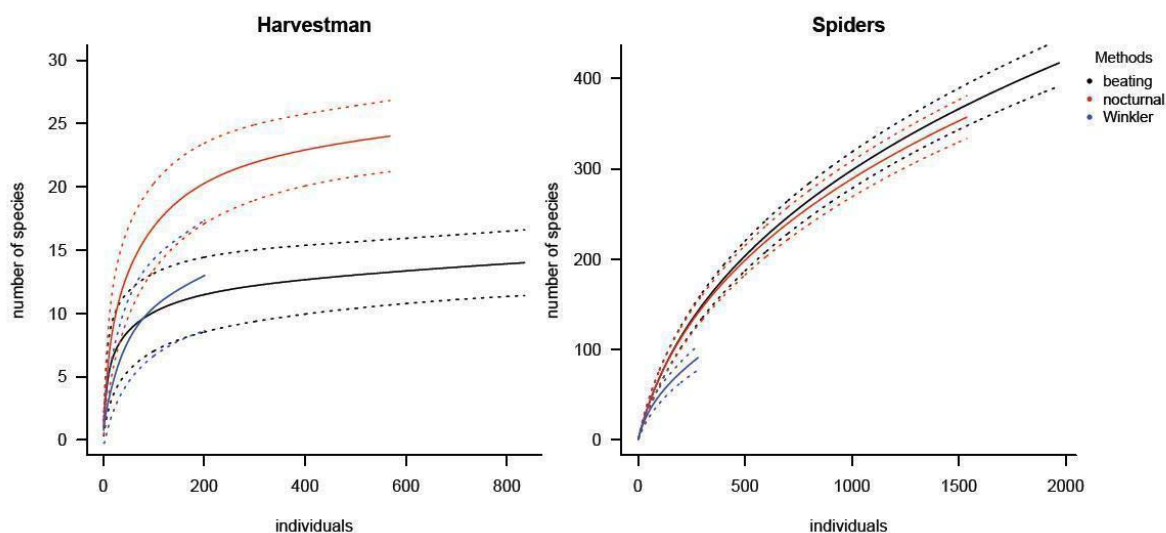 Harvestman
30
25
20
15
10
5
0
number of species
0 200 400 600 800
individuals
Spiders
400
300
200
100
0
number of species
0 500 1000 1500 2000
individuals
Methods
beating
nocturnal
Winkler